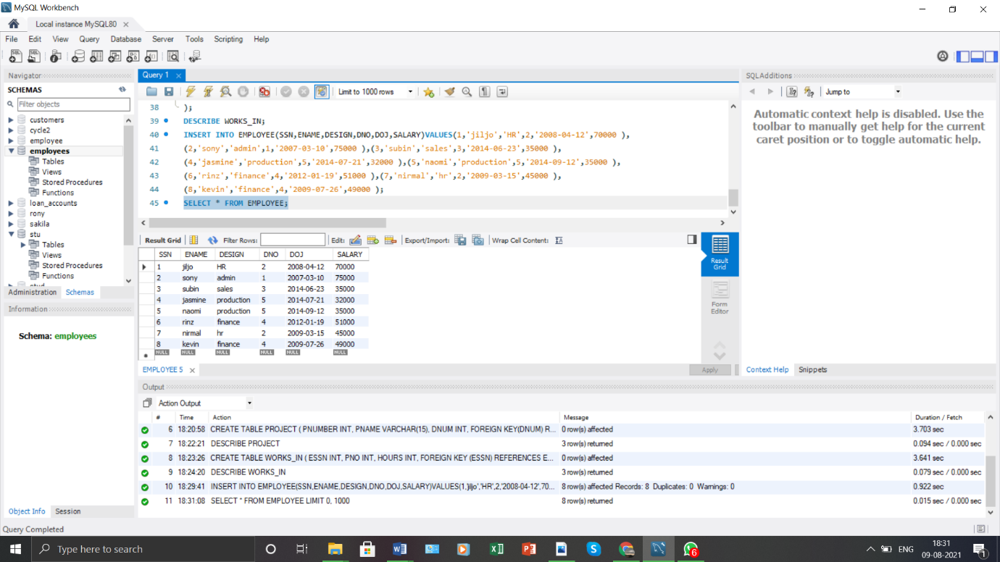 MySQL Workbench
Local instance MySQL80
File Edit View Query Database Server Tools Scripting Help
Navigator
SCHEMAS
Filter objects
customers
cycle2
employee
employees
Tables
Views
Stored Procedures
Functions
loan_accounts
rony
sakila
stu
Tables
Views
Stored Procedures
Functions
Administration Schemas
Information
Schema: employees
Object Info Session
Query 1
Limit to 1000 rows
38 );
39 DESCRIBE WORKS_IN;
40 INSERT INTO EMPLOYEE(SSN,ENAME,DESIGN,DNO,DOJ,SALARY)VALUES(1,'jiljo','HR',2,'2008-04-12',70000 ),
41 (2,'sony','admin',1,'2007-03-10',75000 ),(3,'subin','sales',3,'2014-06-23',35000 ),
42 (4,'jasmine','production',5,'2014-07-21',32000 ),(5,'naomi','production',5,'2014-09-12',35000 ),
43 (6,'rinz','finance',4,'2012-01-19',51000 ),(7,'nirmal','hr',2,'2009-03-15',45000 ),
44 (8,'kevin','finance',4,'2009-07-26',49000 );
45 SELECT * FROM EMPLOYEE;
Result Grid Filter Rows: Edit: Export/Import: Wrap Cell Content:
SSN ENAME DESIGN DNO DOJ SALARY
1 jiljo HR 2 2008-04-12 70000
2 sony admin 1 2007-03-10 75000
3 subin sales 3 2014-06-23 35000
4 jasmine production 5 2014-07-21 32000
5 naomi production 5 2014-09-12 35000
6 rinz finance 4 2012-01-19 51000
7 nirmal hr 2 2009-03-15 45000
8 kevin finance 4 2009-07-26 49000
NULL NULL NULL NULL NULL NULL
Result Grid
Form Editor
EMPLOYEE 5
Apply
SQLAdditions
Jump to
Automatic context help is disabled. Use the
toolbar to manually get help for the current
caret position or to toggle automatic help.
Context Help Snippets
Output
Action Output
# Time Action Message Duration / Fetch
6 18:20:58 CREATE TABLE PROJECT ( PNUMBER INT, PNAME VARCHAR(15), DNUM INT, FOREIGN KEY(DNUM) R... 0 row(s) affected 3.703 sec
7 18:22:21 DESCRIBE PROJECT 3 row(s) returned 0.094 sec / 0.000 sec
8 18:23:26 CREATE TABLE WORKS_IN ( ESSN INT, PNO INT, HOURS INT, FOREIGN KEY (ESSN) REFERENCES E... 0 row(s) affected 3.641 sec
9 18:24:20 DESCRIBE WORKS_IN 3 row(s) returned 0.079 sec / 0.000 sec
10 18:29:41 INSERT INTO EMPLOYEE(SSN,ENAME,DESIGN,DNO,DOJ,SALARY)VALUES(1,'jiljo','HR',2,'2008-04-12',70... 8 row(s) affected Records: 8 Duplicates: 0 Warnings: 0 0.922 sec
11 18:31:08 SELECT * FROM EMPLOYEE LIMIT 0, 1000 8 row(s) returned 0.015 sec / 0.000 sec
Query Completed
Type here to search
6
ENG
18:31
09-08-2021
1